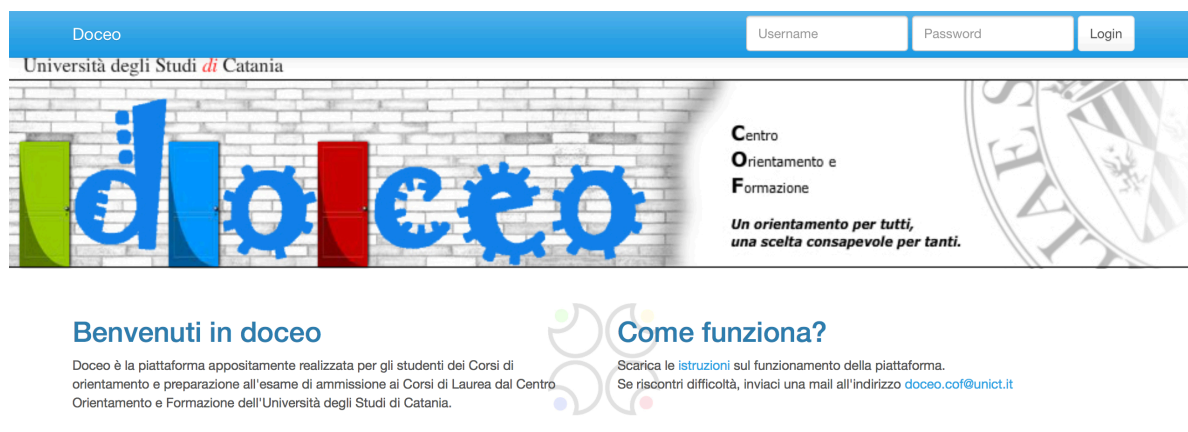 Doceo
Username
Password
Login
Università degli Studi di Catania
doceo
Centro
Orientamento e
Formazione
Un orientamento per tutti,
una scelta consapevole per tanti.
Benvenuti in doceo
Doceo è la piattaforma appositamente realizzata per gli studenti dei Corsi di
orientamento e preparazione all'esame di ammissione ai Corsi di Laurea dal Centro
Orientamento e Formazione dell'Università degli Studi di Catania.
Come funziona?
Scarica le istruzioni sul funzionamento della piattaforma.
Se riscontri difficoltà, inviaci una mail all'indirizzo doceo.cof@unict.it